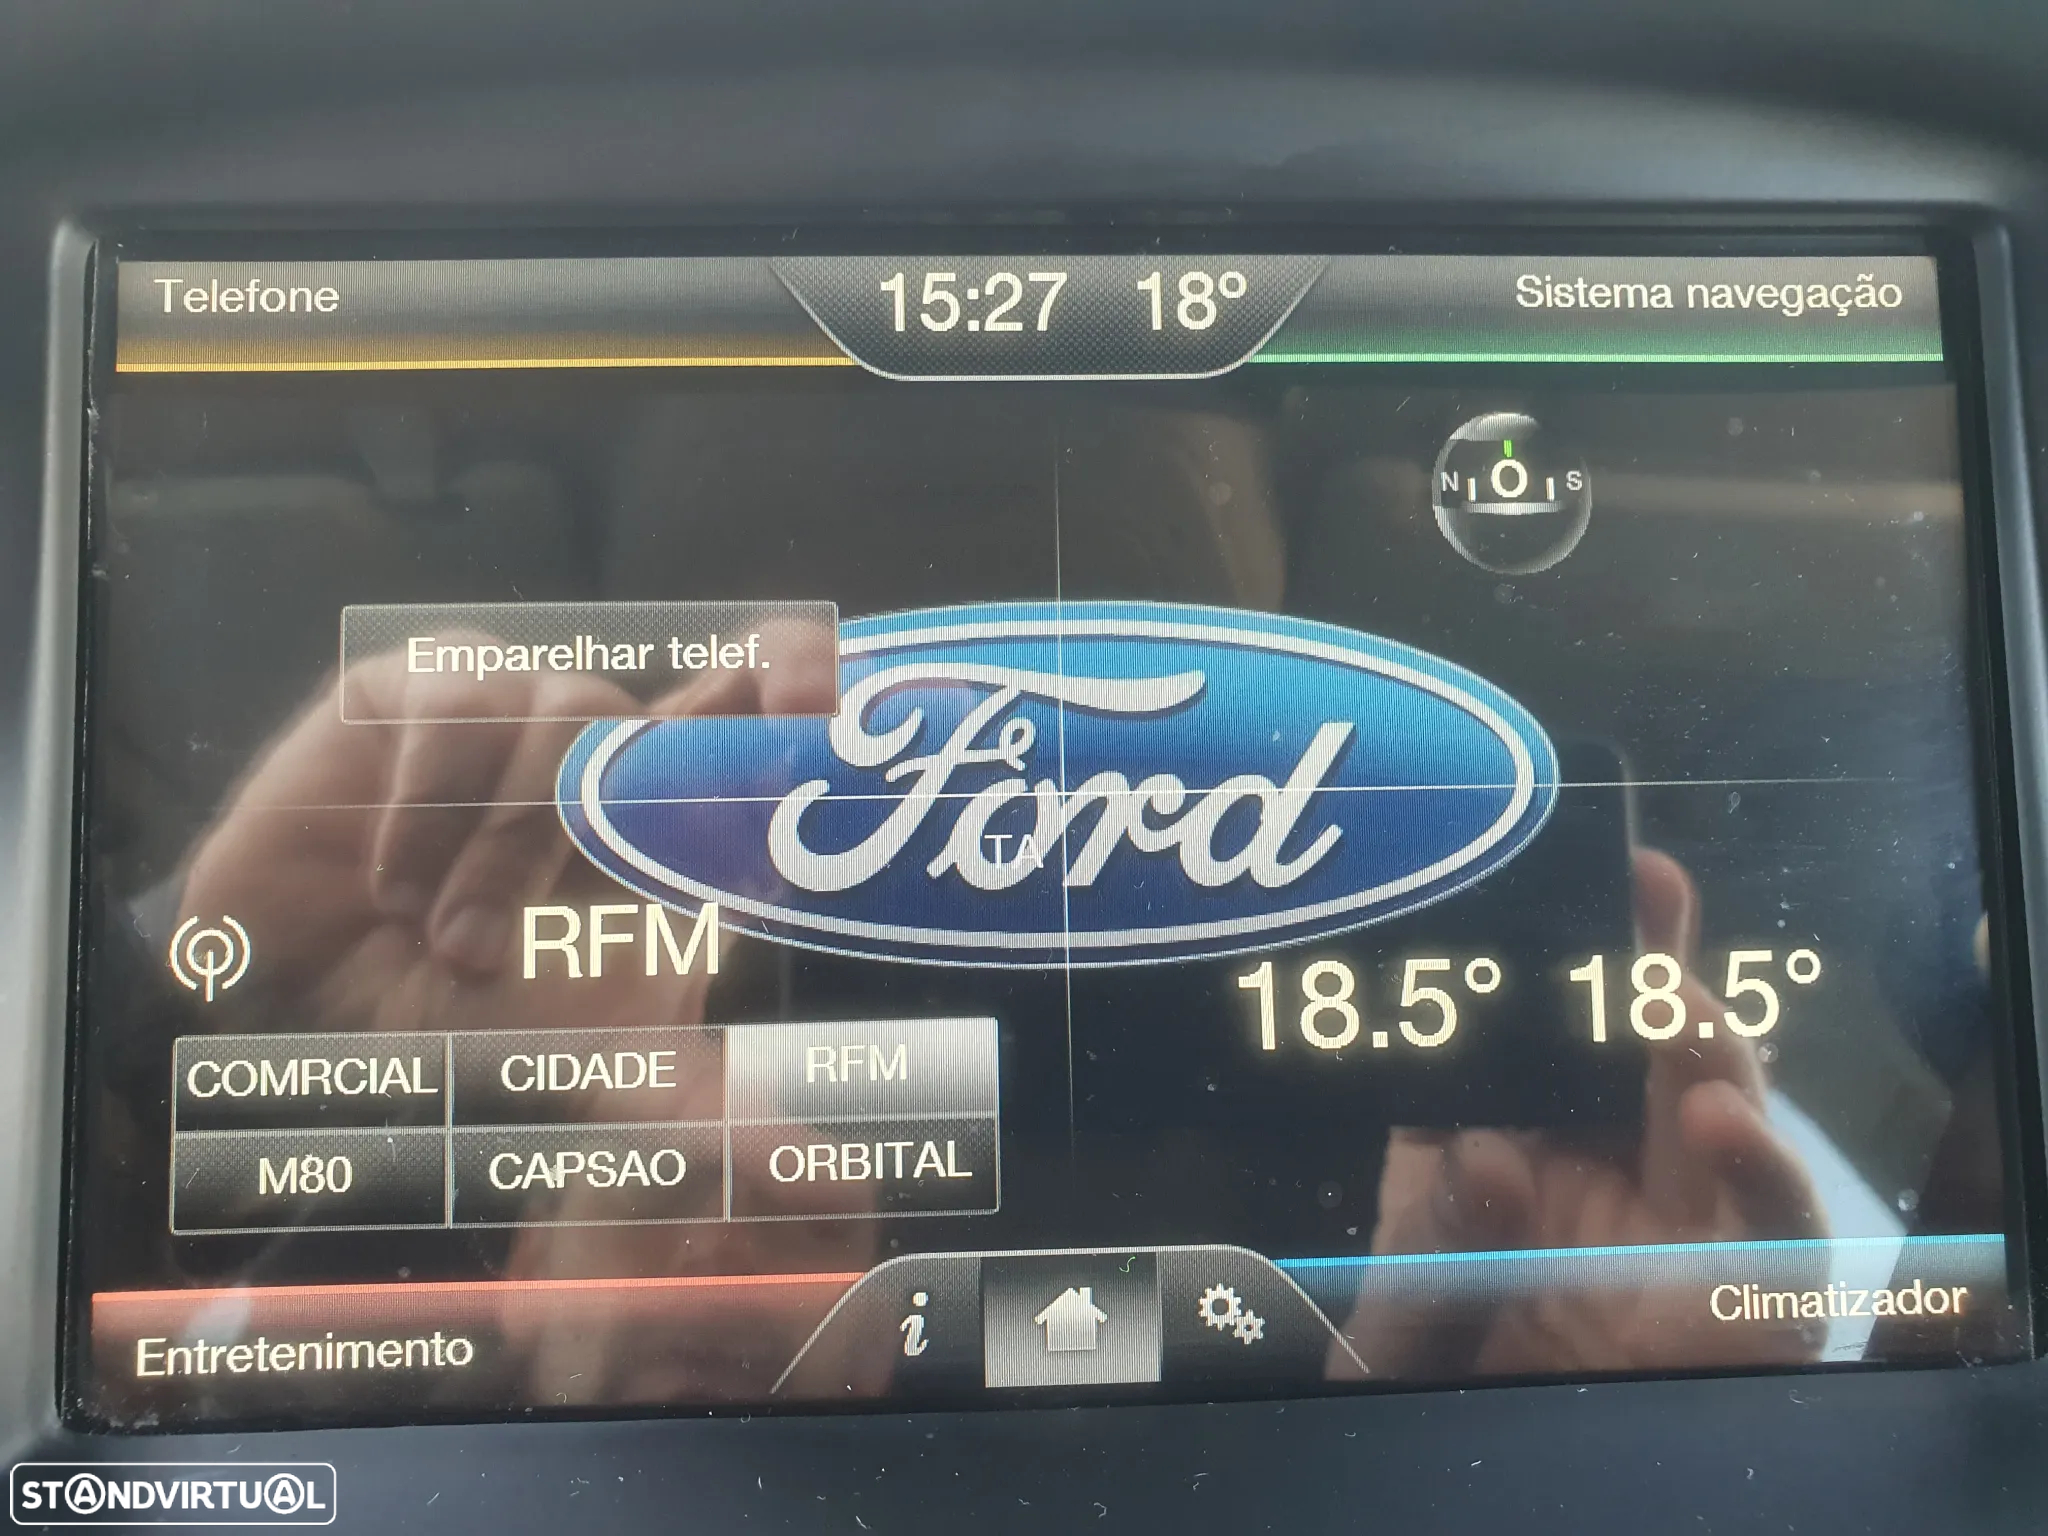 Telefone
15:27 18°
Sistema navegação
N O S
Emparelhar telef.
Ford
TA
RFM
18.5° 18.5°
COMRCIAL CIDADE RFM
M80 CAPSAO ORBITAL
Entretenimento
i
Climatizador
STANDVIRTUAL